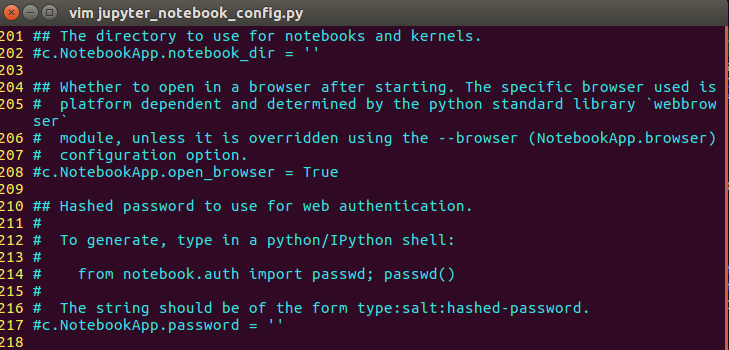 vim jupyter_notebook_config.py
201 ## The directory to use for notebooks and kernels.
202 #c.NotebookApp.notebook_dir = ''
203
204 ## Whether to open in a browser after starting. The specific browser used is
205 #  platform dependent and determined by the python standard library `webbrow
ser`
206 #  module, unless it is overridden using the --browser (NotebookApp.browser)
207 #  configuration option.
208 #c.NotebookApp.open_browser = True
209
210 ## Hashed password to use for web authentication.
211 #
212 #  To generate, type in a python/IPython shell:
213 #
214 #    from notebook.auth import passwd; passwd()
215 #
216 #  The string should be of the form type:salt:hashed-password.
217 #c.NotebookApp.password = ''
218